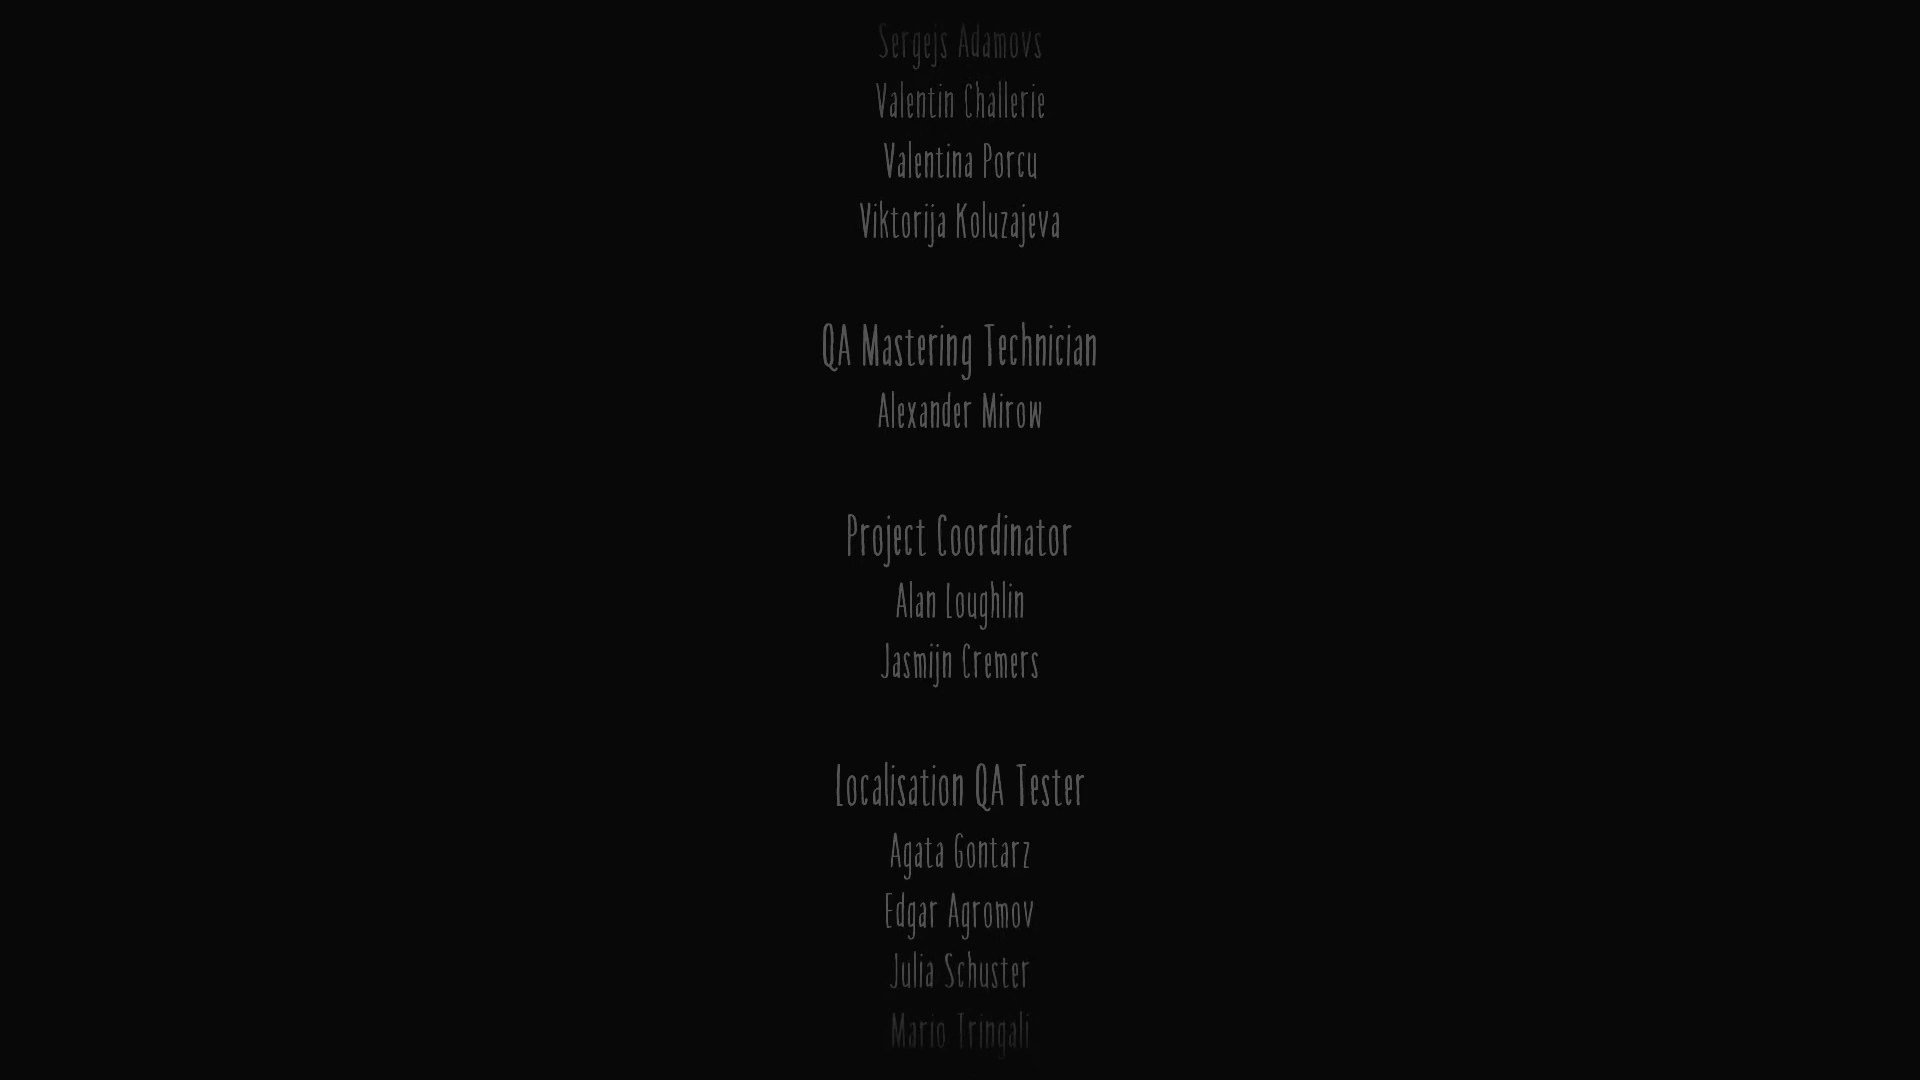 Sergejs Adamovs
Valentin Challerie
Valentina Porcu
Viktorija Koluzajeva
QA Mastering Technician
Alexander Mirow
Project Coordinator
Alan Loughlin
Jasmijn Cremers
Localisation QA Tester
Agata Gontarz
Edgar Agromov
Julia Schuster
Mario Tringali